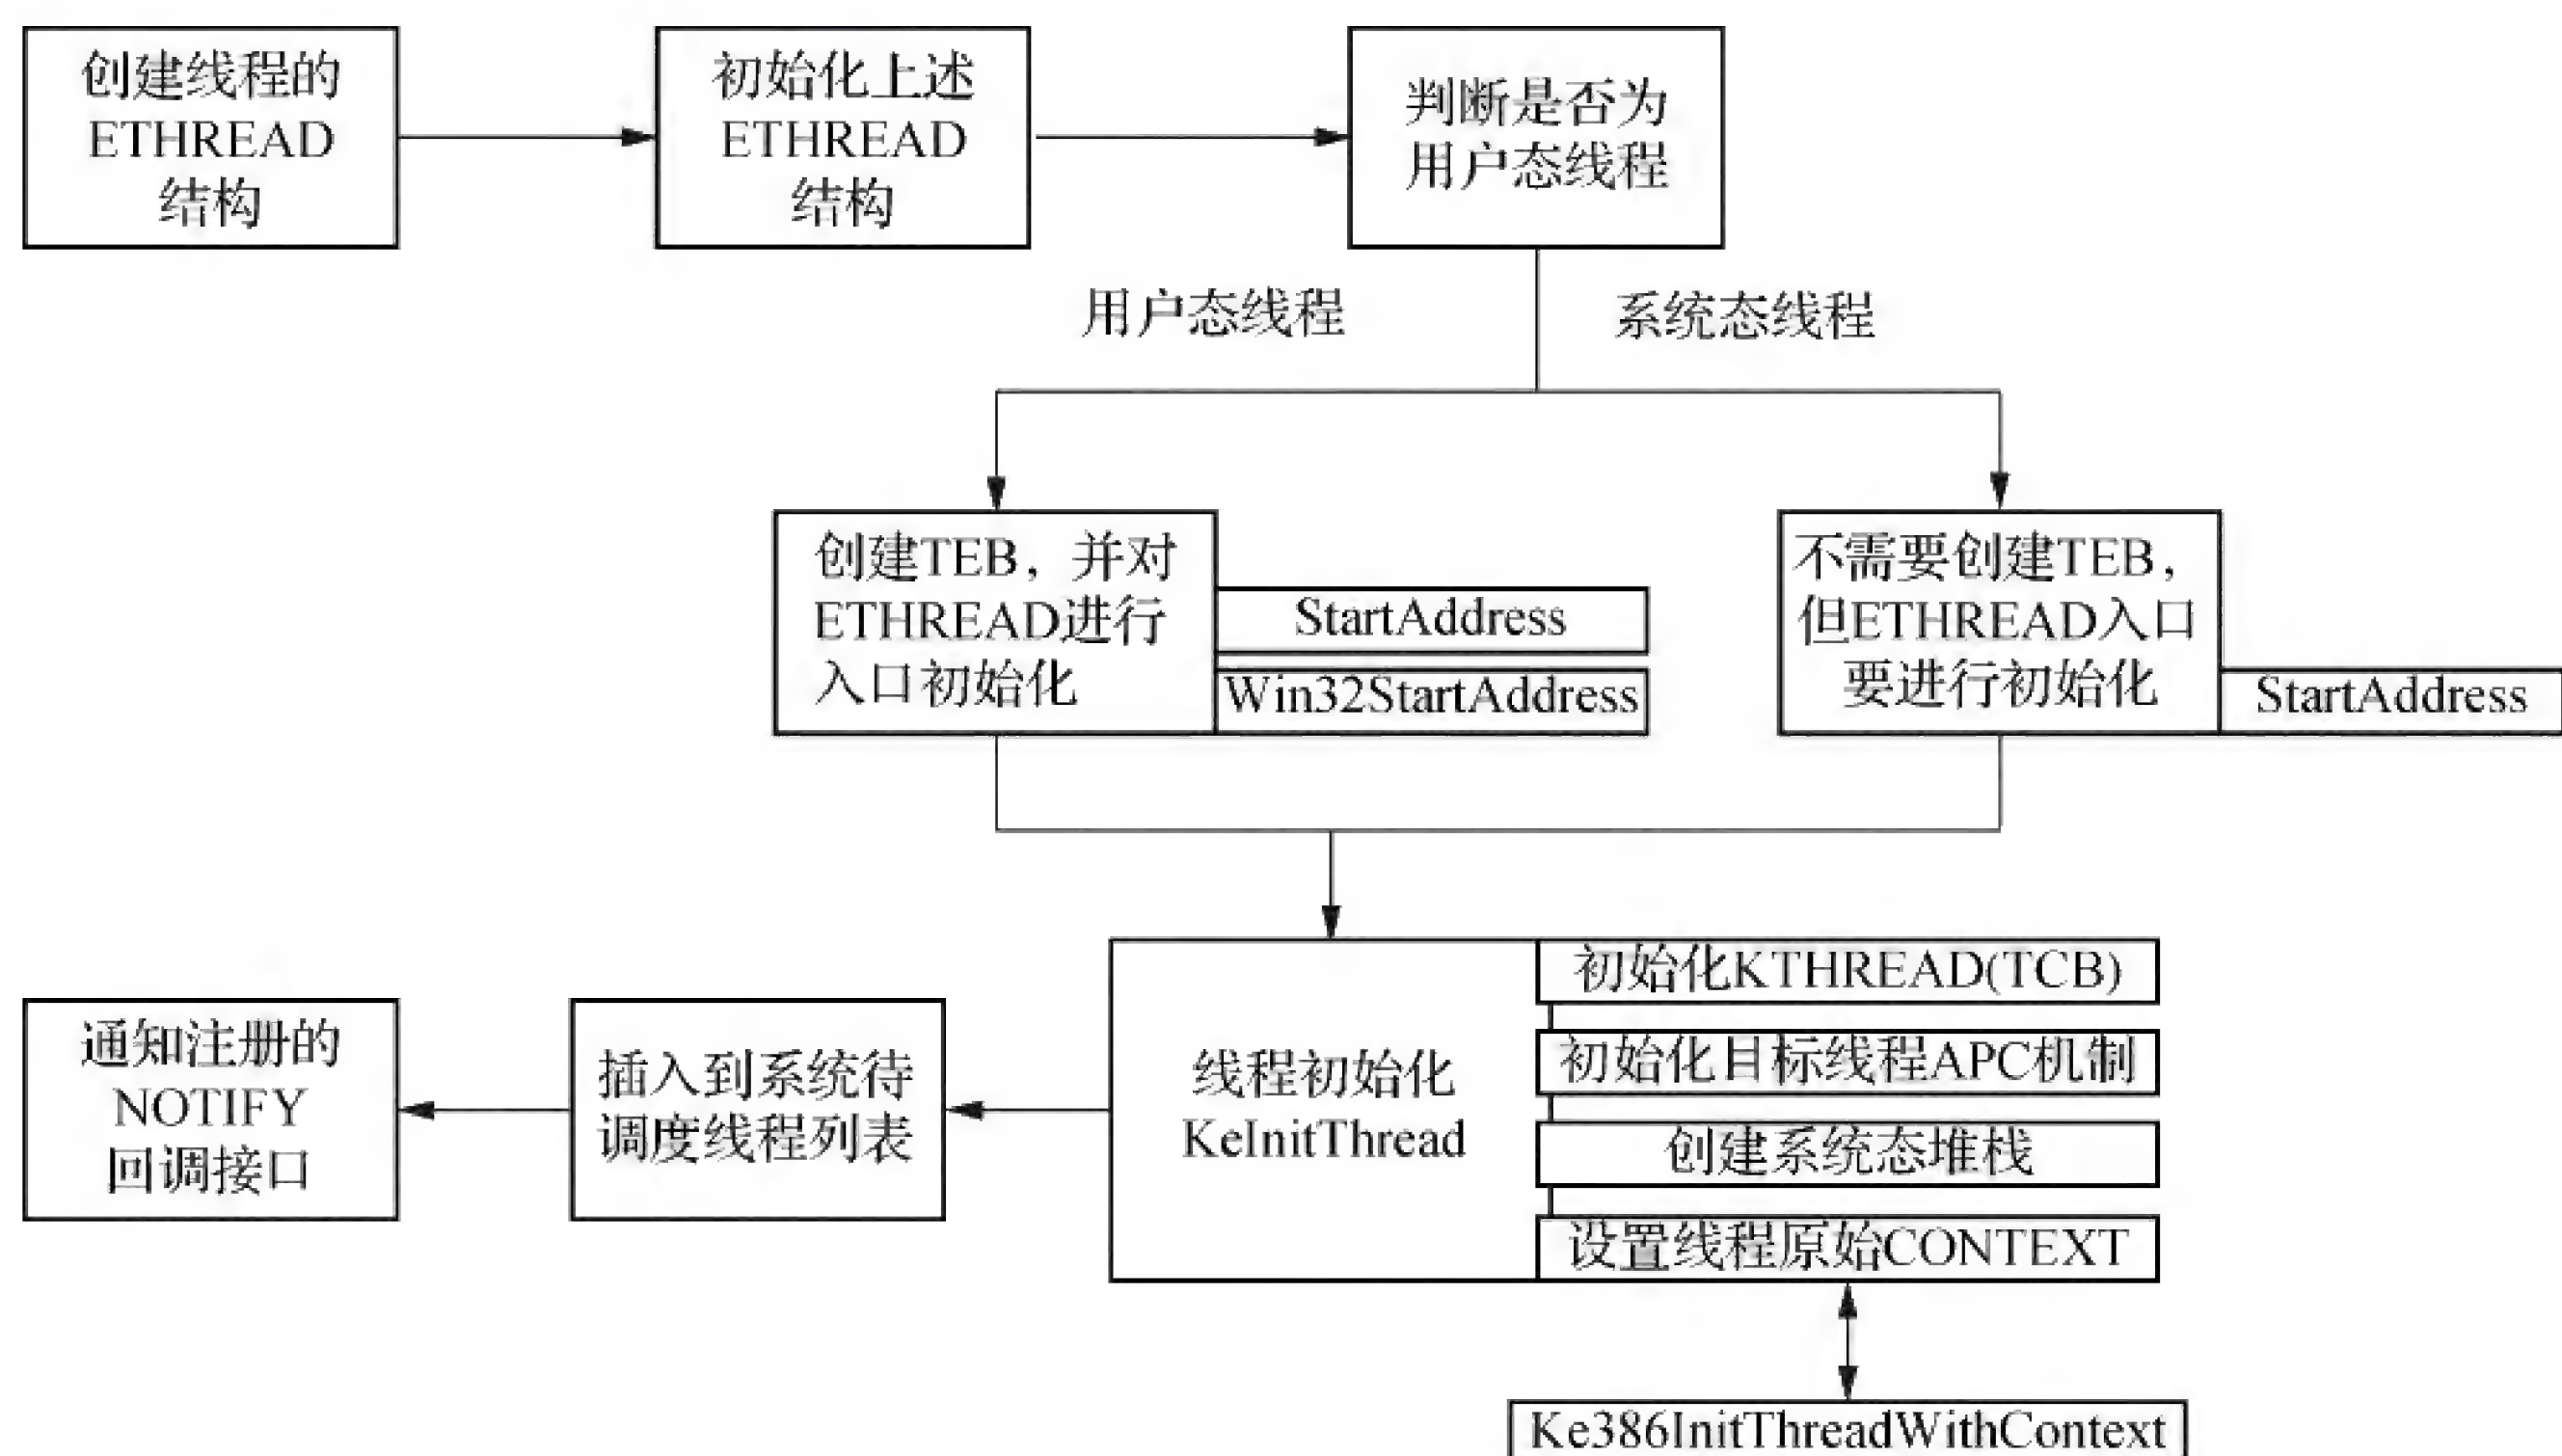 创建线程的
ETHREAD
结构
初始化上述
ETHREAD
结构
判断是否为
用户态线程
用户态线程
系统态线程
创建TEB，并对
ETHREAD进行
入口初始化
StartAddress
Win32StartAddress
不需要创建TEB，
但ETHREAD入口
要进行初始化
StartAddress
线程初始化
KeInitThread
初始化KTHREAD(TCB)
初始化目标线程APC机制
创建系统态堆栈
设置线程原始CONTEXT
插入到系统待
调度线程列表
通知注册的
NOTIFY
回调接口
Ke386InitThreadWithContext